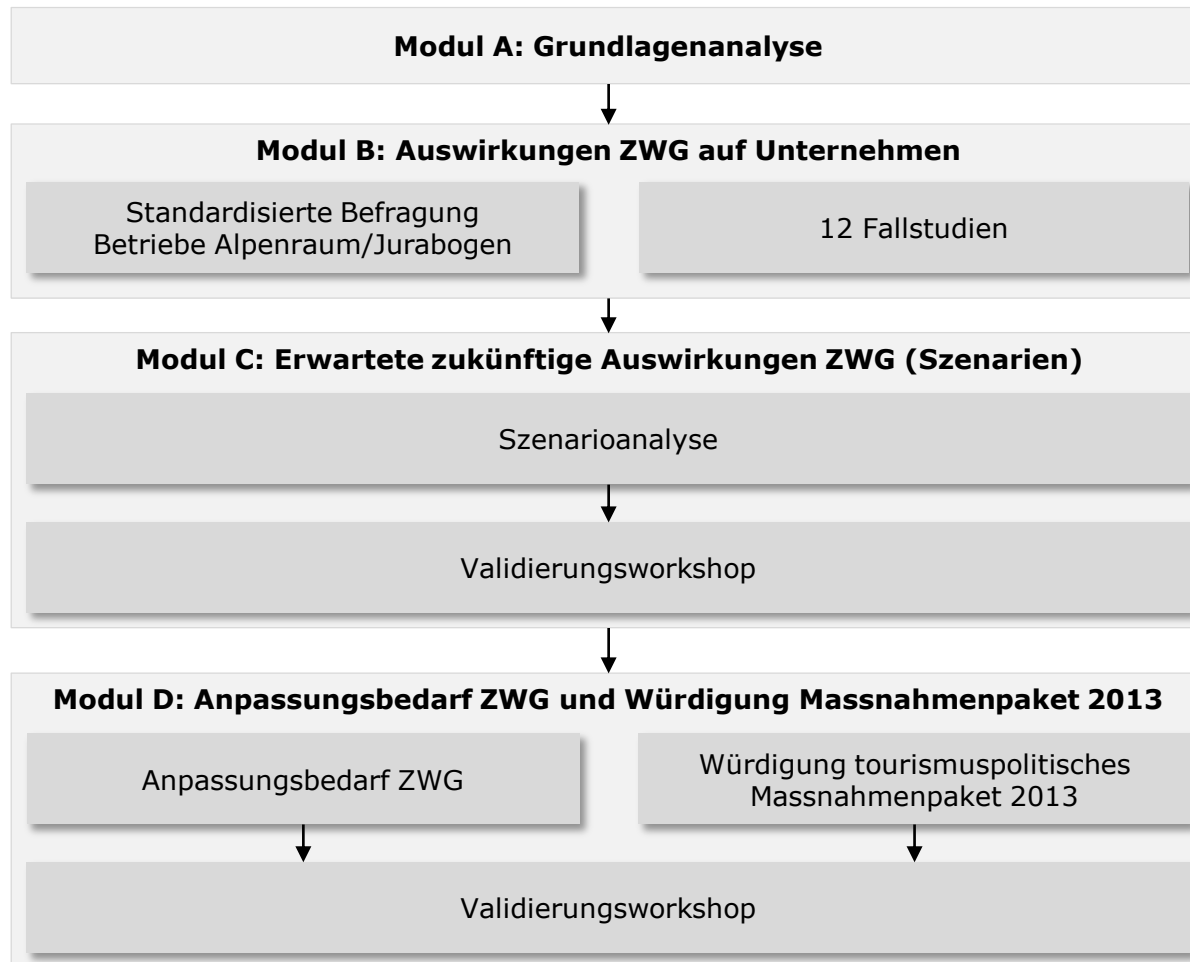 Modul A: Grundlagenanalyse
Modul B: Auswirkungen ZWG auf Unternehmen
Standardisierte Befragung
Betriebe Alpenraum/Jurabogen
12 Fallstudien
Modul C: Erwartete zukünftige Auswirkungen ZWG (Szenarien)
Szenarioanalyse
Validierungsworkshop
Modul D: Anpassungsbedarf ZWG und Würdigung Massnahmenpaket 2013
Anpassungsbedarf ZWG
Würdigung tourismuspolitisches
Massnahmenpaket 2013
Validierungsworkshop